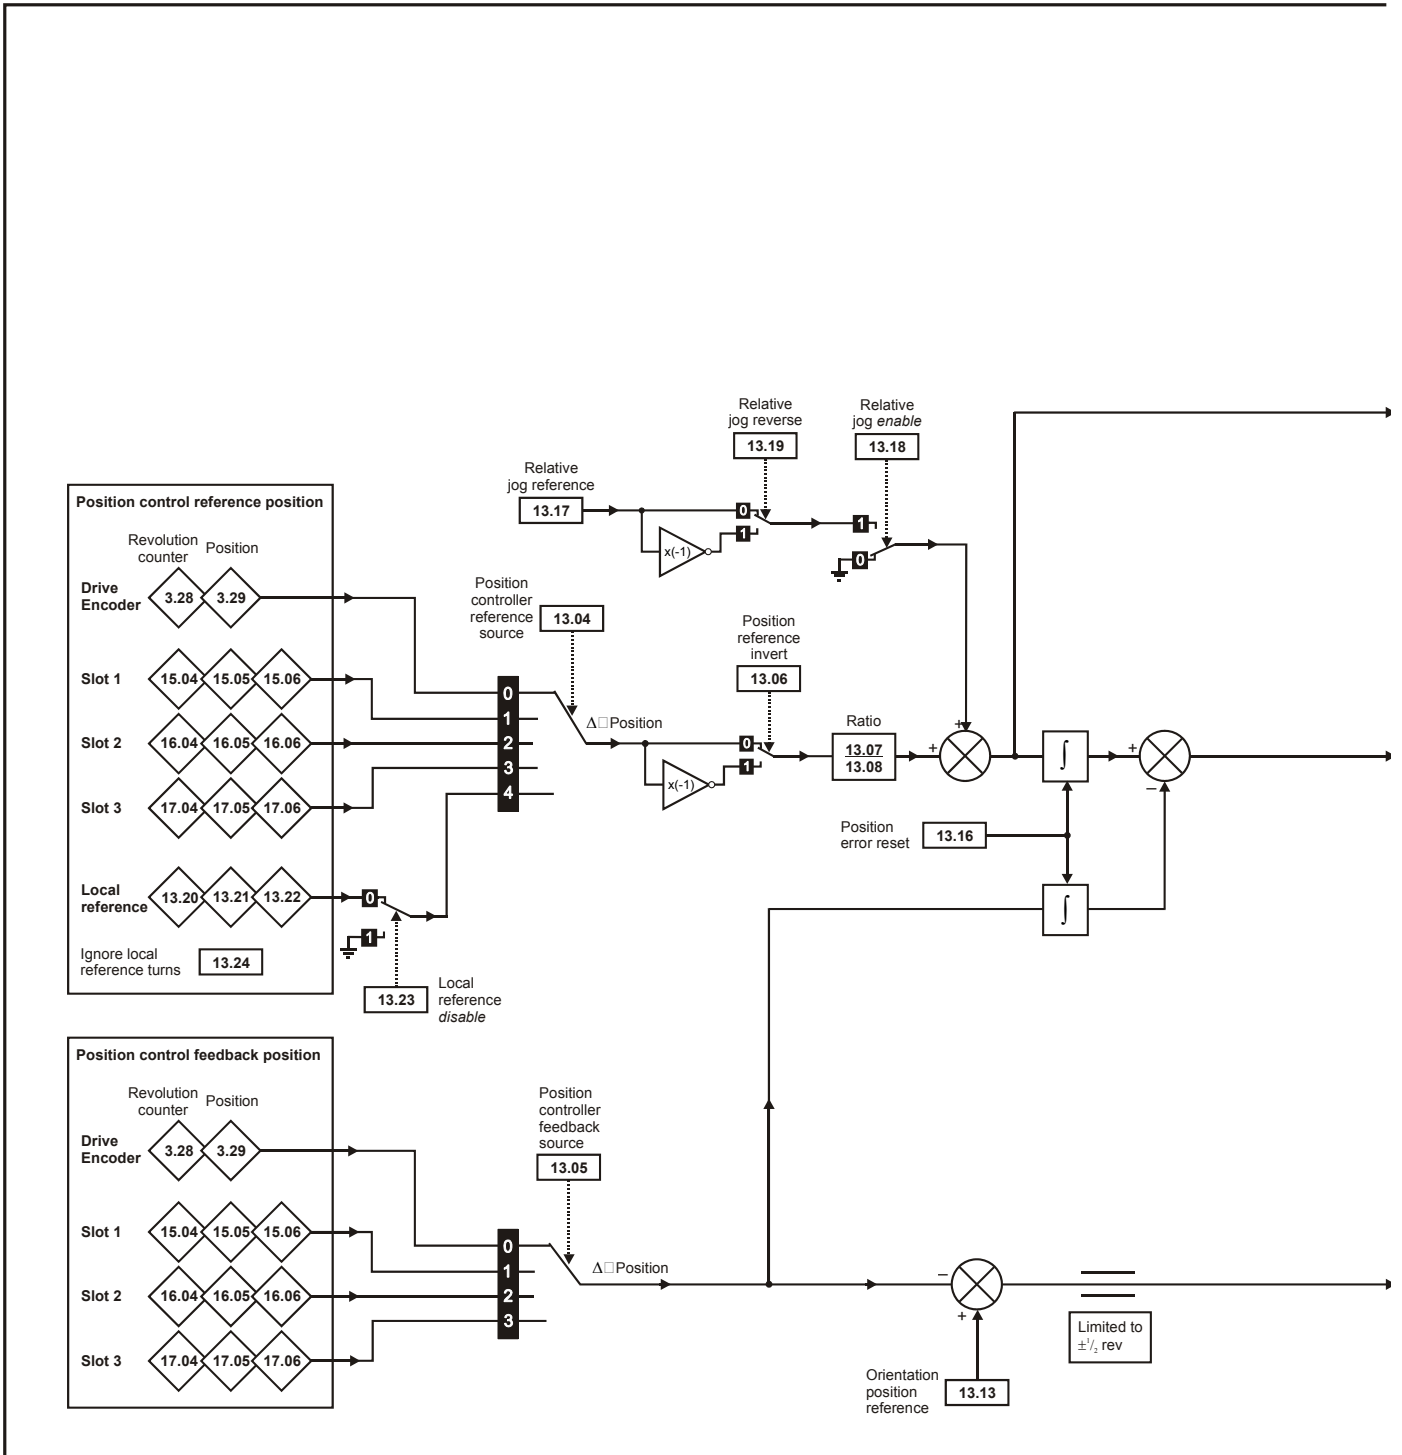 Relative
jog reverse
13.19
Relative
jog enable
13.18
Relative
jog reference
13.17
0
1
x(-1)
1
0
Position control reference position
Revolution
counter
Position
Drive
Encoder
3.28
3.29
Slot 1
15.04
15.05
15.06
Slot 2
16.04
16.05
16.06
Slot 3
17.04
17.05
17.06
Local
reference
13.20
13.21
13.22
Ignore local
reference turns
13.24
0
1
13.23
Local
reference
disable
Position
controller
reference
source
13.04
0
1
2
3
4
Δ□Position
Position
reference
invert
13.06
0
1
x(-1)
Ratio
13.07
13.08
+
+
∫
+
−
Position
error reset
13.16
∫
Position control feedback position
Revolution
counter
Position
Drive
Encoder
3.28
3.29
Slot 1
15.04
15.05
15.06
Slot 2
16.04
16.05
16.06
Slot 3
17.04
17.05
17.06
Position
controller
feedback
source
13.05
0
1
2
3
Δ□Position
−
+
Limited to
±1/2 rev
Orientation
position
reference
13.13